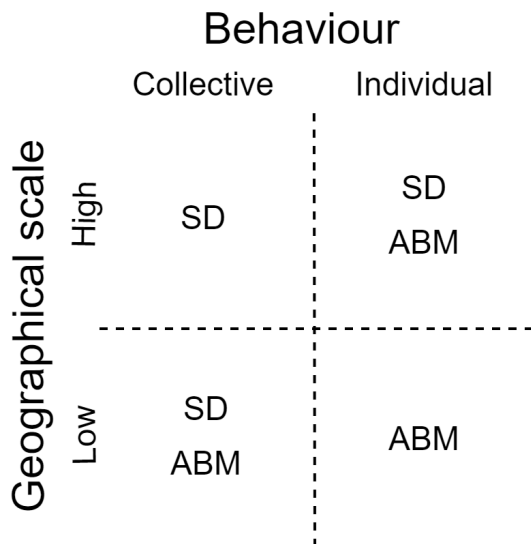 Behaviour
Collective
Individual
Geographical scale
High
SD
SD
ABM
Low
SD
ABM
ABM